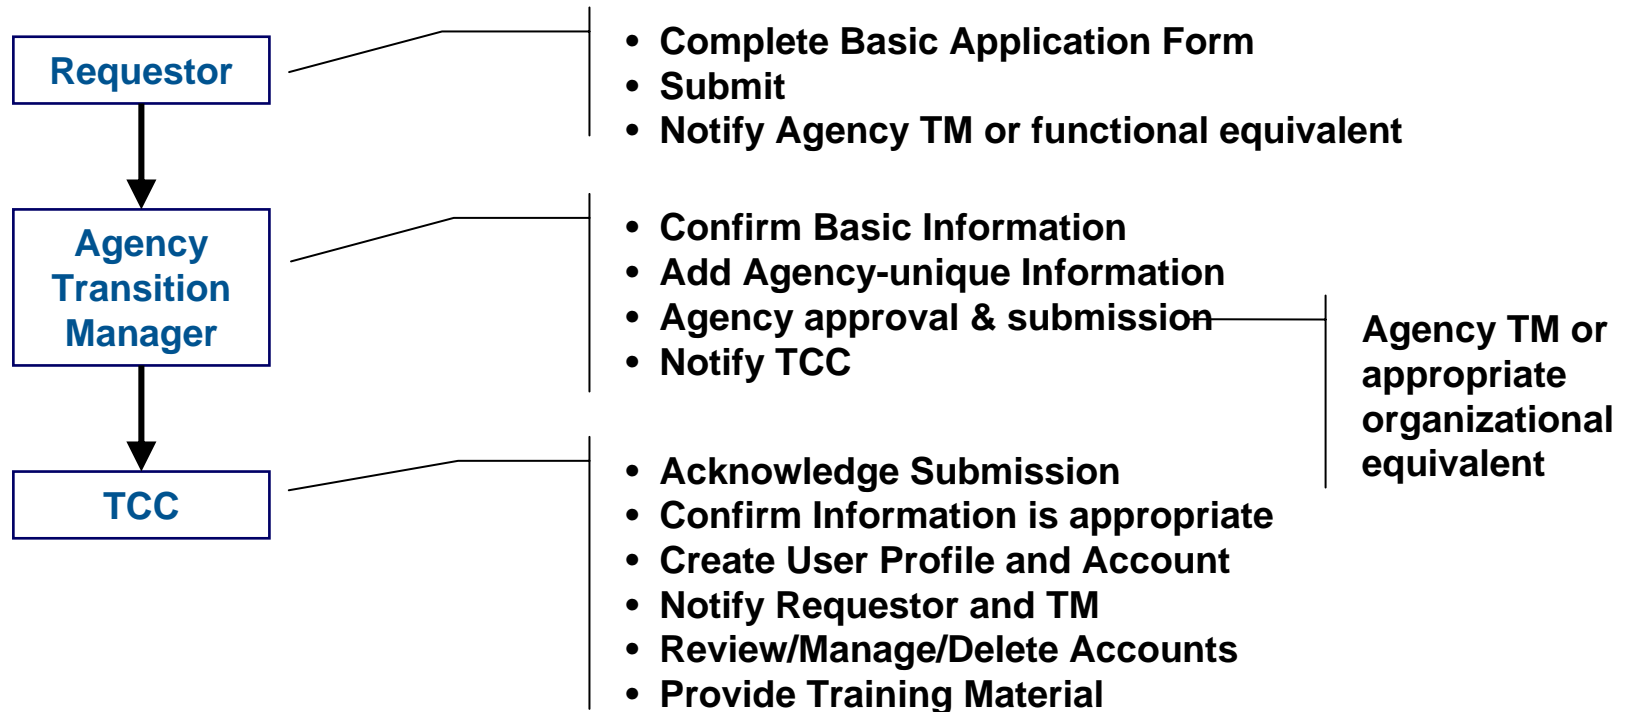 Requestor
• Complete Basic Application Form
• Submit
• Notify Agency TM or functional equivalent
Agency
Transition
Manager
• Confirm Basic Information
• Add Agency-unique Information
• Agency approval & submission
• Notify TCC
Agency TM or
appropriate
organizational
equivalent
TCC
• Acknowledge Submission
• Confirm Information is appropriate
• Create User Profile and Account
• Notify Requestor and TM
• Review/Manage/Delete Accounts
• Provide Training Material